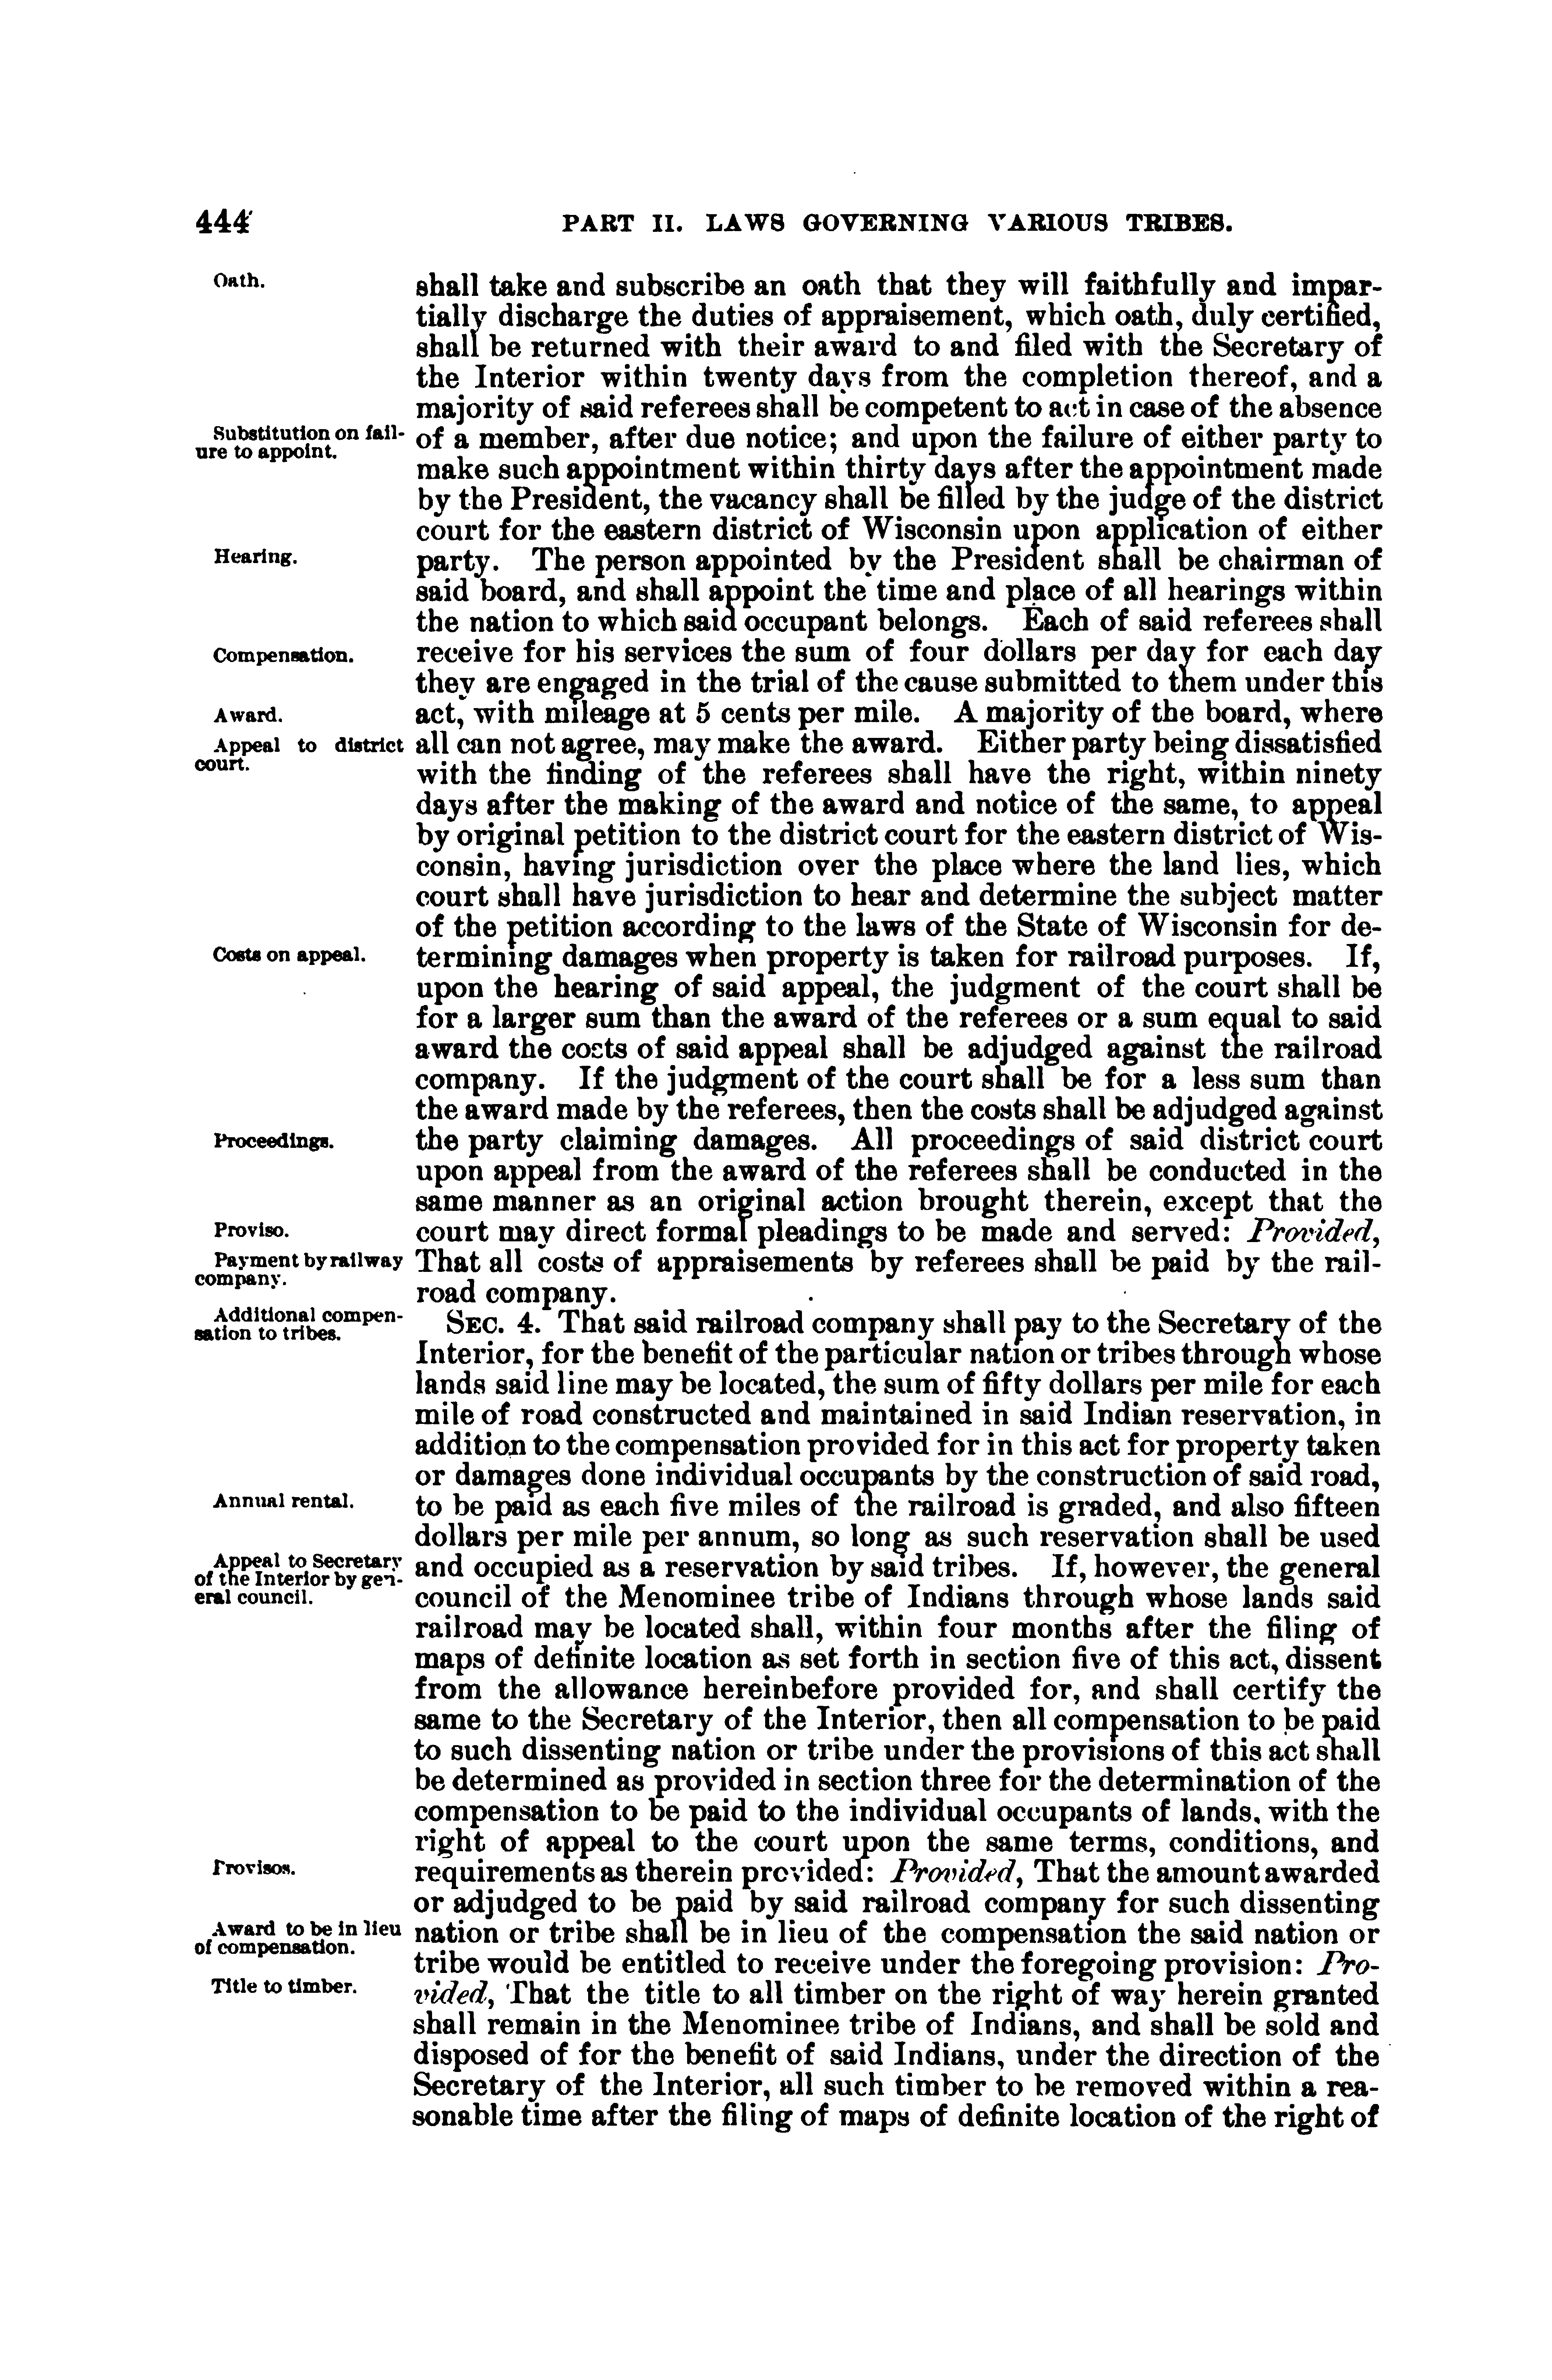 444
PART II. LAWS GOVERNING VARIOUS TRIBES.
Oath.
shall take and subscribe an oath that they will faithfully and impar-
tially discharge the duties of appraisement, which oath, duly certified,
shall be returned with their award to and filed with the Secretary of
the Interior within twenty days from the completion thereof, and a
majority of said referees shall be competent to act in case of the absence
Substitution on fail-
ure to appoint.
of a member, after due notice; and upon the failure of either party to
make such appointment within thirty days after the appointment made
by the President, the vacancy shall be filled by the judge of the district
court for the eastern district of Wisconsin upon application of either
Hearing.
party. The person appointed by the President shall be chairman of
said board, and shall appoint the time and place of all hearings within
the nation to which said occupant belongs. Each of said referees shall
Compensation.
receive for his services the sum of four dollars per day for each day
they are engaged in the trial of the cause submitted to them under this
Award.
act, with mileage at 5 cents per mile. A majority of the board, where
Appeal to district
court.
all can not agree, may make the award. Either party being dissatisfied
with the finding of the referees shall have the right, within ninety
days after the making of the award and notice of the same, to appeal
by original petition to the district court for the eastern district of Wis-
consin, having jurisdiction over the place where the land lies, which
court shall have jurisdiction to hear and determine the subject matter
of the petition according to the laws of the State of Wisconsin for de-
Costs on appeal.
termining damages when property is taken for railroad purposes. If,
upon the hearing of said appeal, the judgment of the court shall be
for a larger sum than the award of the referees or a sum equal to said
award the costs of said appeal shall be adjudged against the railroad
company. If the judgment of the court shall be for a less sum than
the award made by the referees, then the costs shall be adjudged against
Proceedings.
the party claiming damages. All proceedings of said district court
upon appeal from the award of the referees shall be conducted in the
same manner as an original action brought therein, except that the
Proviso.
court may direct formal pleadings to be made and served: Provided,
Payment by railway
company.
That all costs of appraisements by referees shall be paid by the rail-
road company.
Additional compen-
sation to tribes.
SEC. 4. That said railroad company shall pay to the Secretary of the
Interior, for the benefit of the particular nation or tribes through whose
lands said line may be located, the sum of fifty dollars per mile for each
mile of road constructed and maintained in said Indian reservation, in
addition to the compensation provided for in this act for property taken
or damages done individual occupants by the construction of said road,
Annual rental.
to be paid as each five miles of the railroad is graded, and also fifteen
dollars per mile per annum, so long as such reservation shall be used
Appeal to Secretary
of the Interior by gen-
eral council.
and occupied as a reservation by said tribes. If, however, the general
council of the Menominee tribe of Indians through whose lands said
railroad may be located shall, within four months after the filing of
maps of definite location as set forth in section five of this act, dissent
from the allowance hereinbefore provided for, and shall certify the
same to the Secretary of the Interior, then all compensation to be paid
to such dissenting nation or tribe under the provisions of this act shall
be determined as provided in section three for the determination of the
compensation to be paid to the individual occupants of lands, with the
right of appeal to the court upon the same terms, conditions, and
Provisos.
requirements as therein provided: Provided, That the amount awarded
or adjudged to be paid by said railroad company for such dissenting
Award to be in lieu
of compensation.
nation or tribe shall be in lieu of the compensation the said nation or
tribe would be entitled to receive under the foregoing provision: Pro-
Title to timber.
vided, That the title to all timber on the right of way herein granted
shall remain in the Menominee tribe of Indians, and shall be sold and
disposed of for the benefit of said Indians, under the direction of the
Secretary of the Interior, all such timber to be removed within a rea-
sonable time after the filing of maps of definite location of the right of